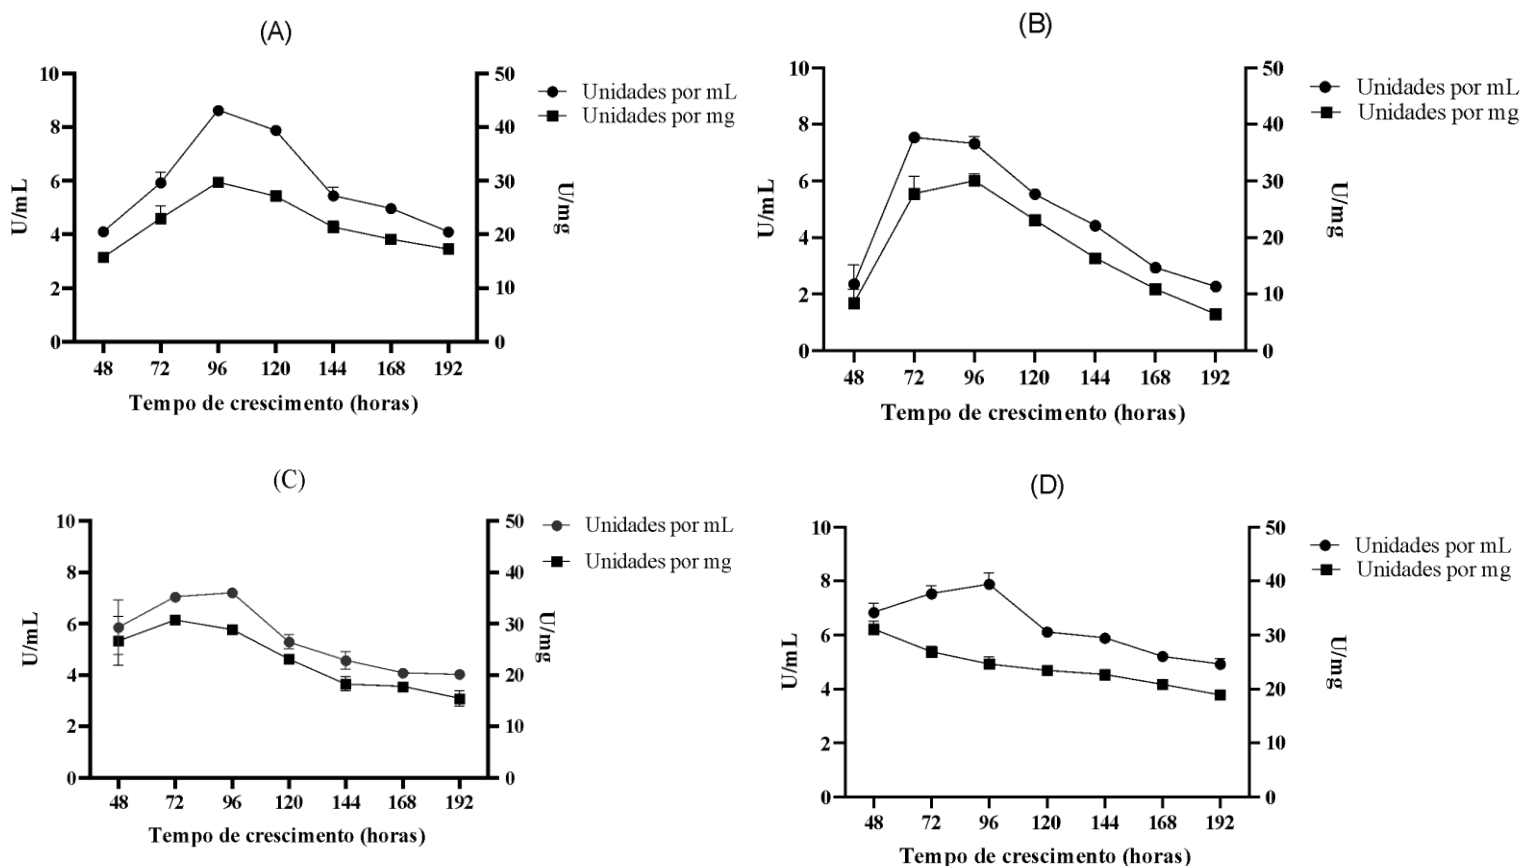 (A)
10
8
6
4
2
0
U/mL
50
40
30
20
10
0
U/mg
Unidades por mL
Unidades por mg
48 72 96 120 144 168 192
Tempo de crescimento (horas)
(B)
10
8
6
4
2
0
U/mL
50
40
30
20
10
0
U/mg
Unidades por mL
Unidades por mg
48 72 96 120 144 168 192
Tempo de crescimento (horas)
(C)
10
8
6
4
2
0
U/mL
50
40
30
20
10
0
U/mg
Unidades por mL
Unidades por mg
48 72 96 120 144 168 192
Tempo de crescimento (horas)
(D)
10
8
6
4
2
0
U/mL
50
40
30
20
10
0
U/mg
Unidades por mL
Unidades por mg
48 72 96 120 144 168 192
Tempo de crescimento (horas)